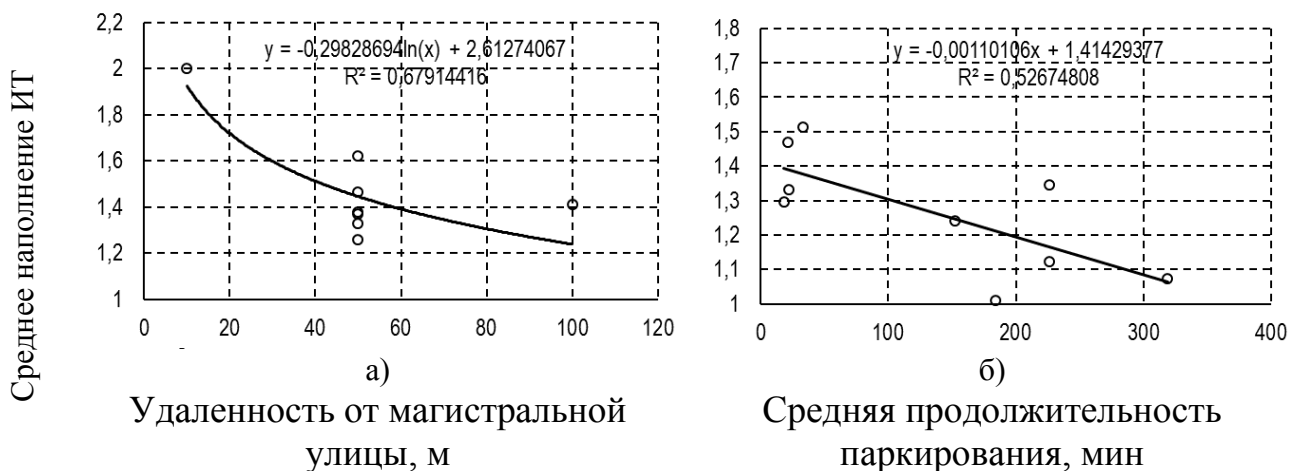 Среднее наполнение ИТ
2,2
2
1,8
1,6
1,4
1,2
1
y = -0,29828694ln(x) + 2,61274067
R² = 0,67914416
0 20 40 60 80 100 120
а)
Удаленность от магистральной
улицы, м
1,8
1,7
1,6
1,5
1,4
1,3
1,2
1,1
1
y = -0,00110106x + 1,41429377
R² = 0,52674808
0 100 200 300 400
б)
Средняя продолжительность
паркирования, мин